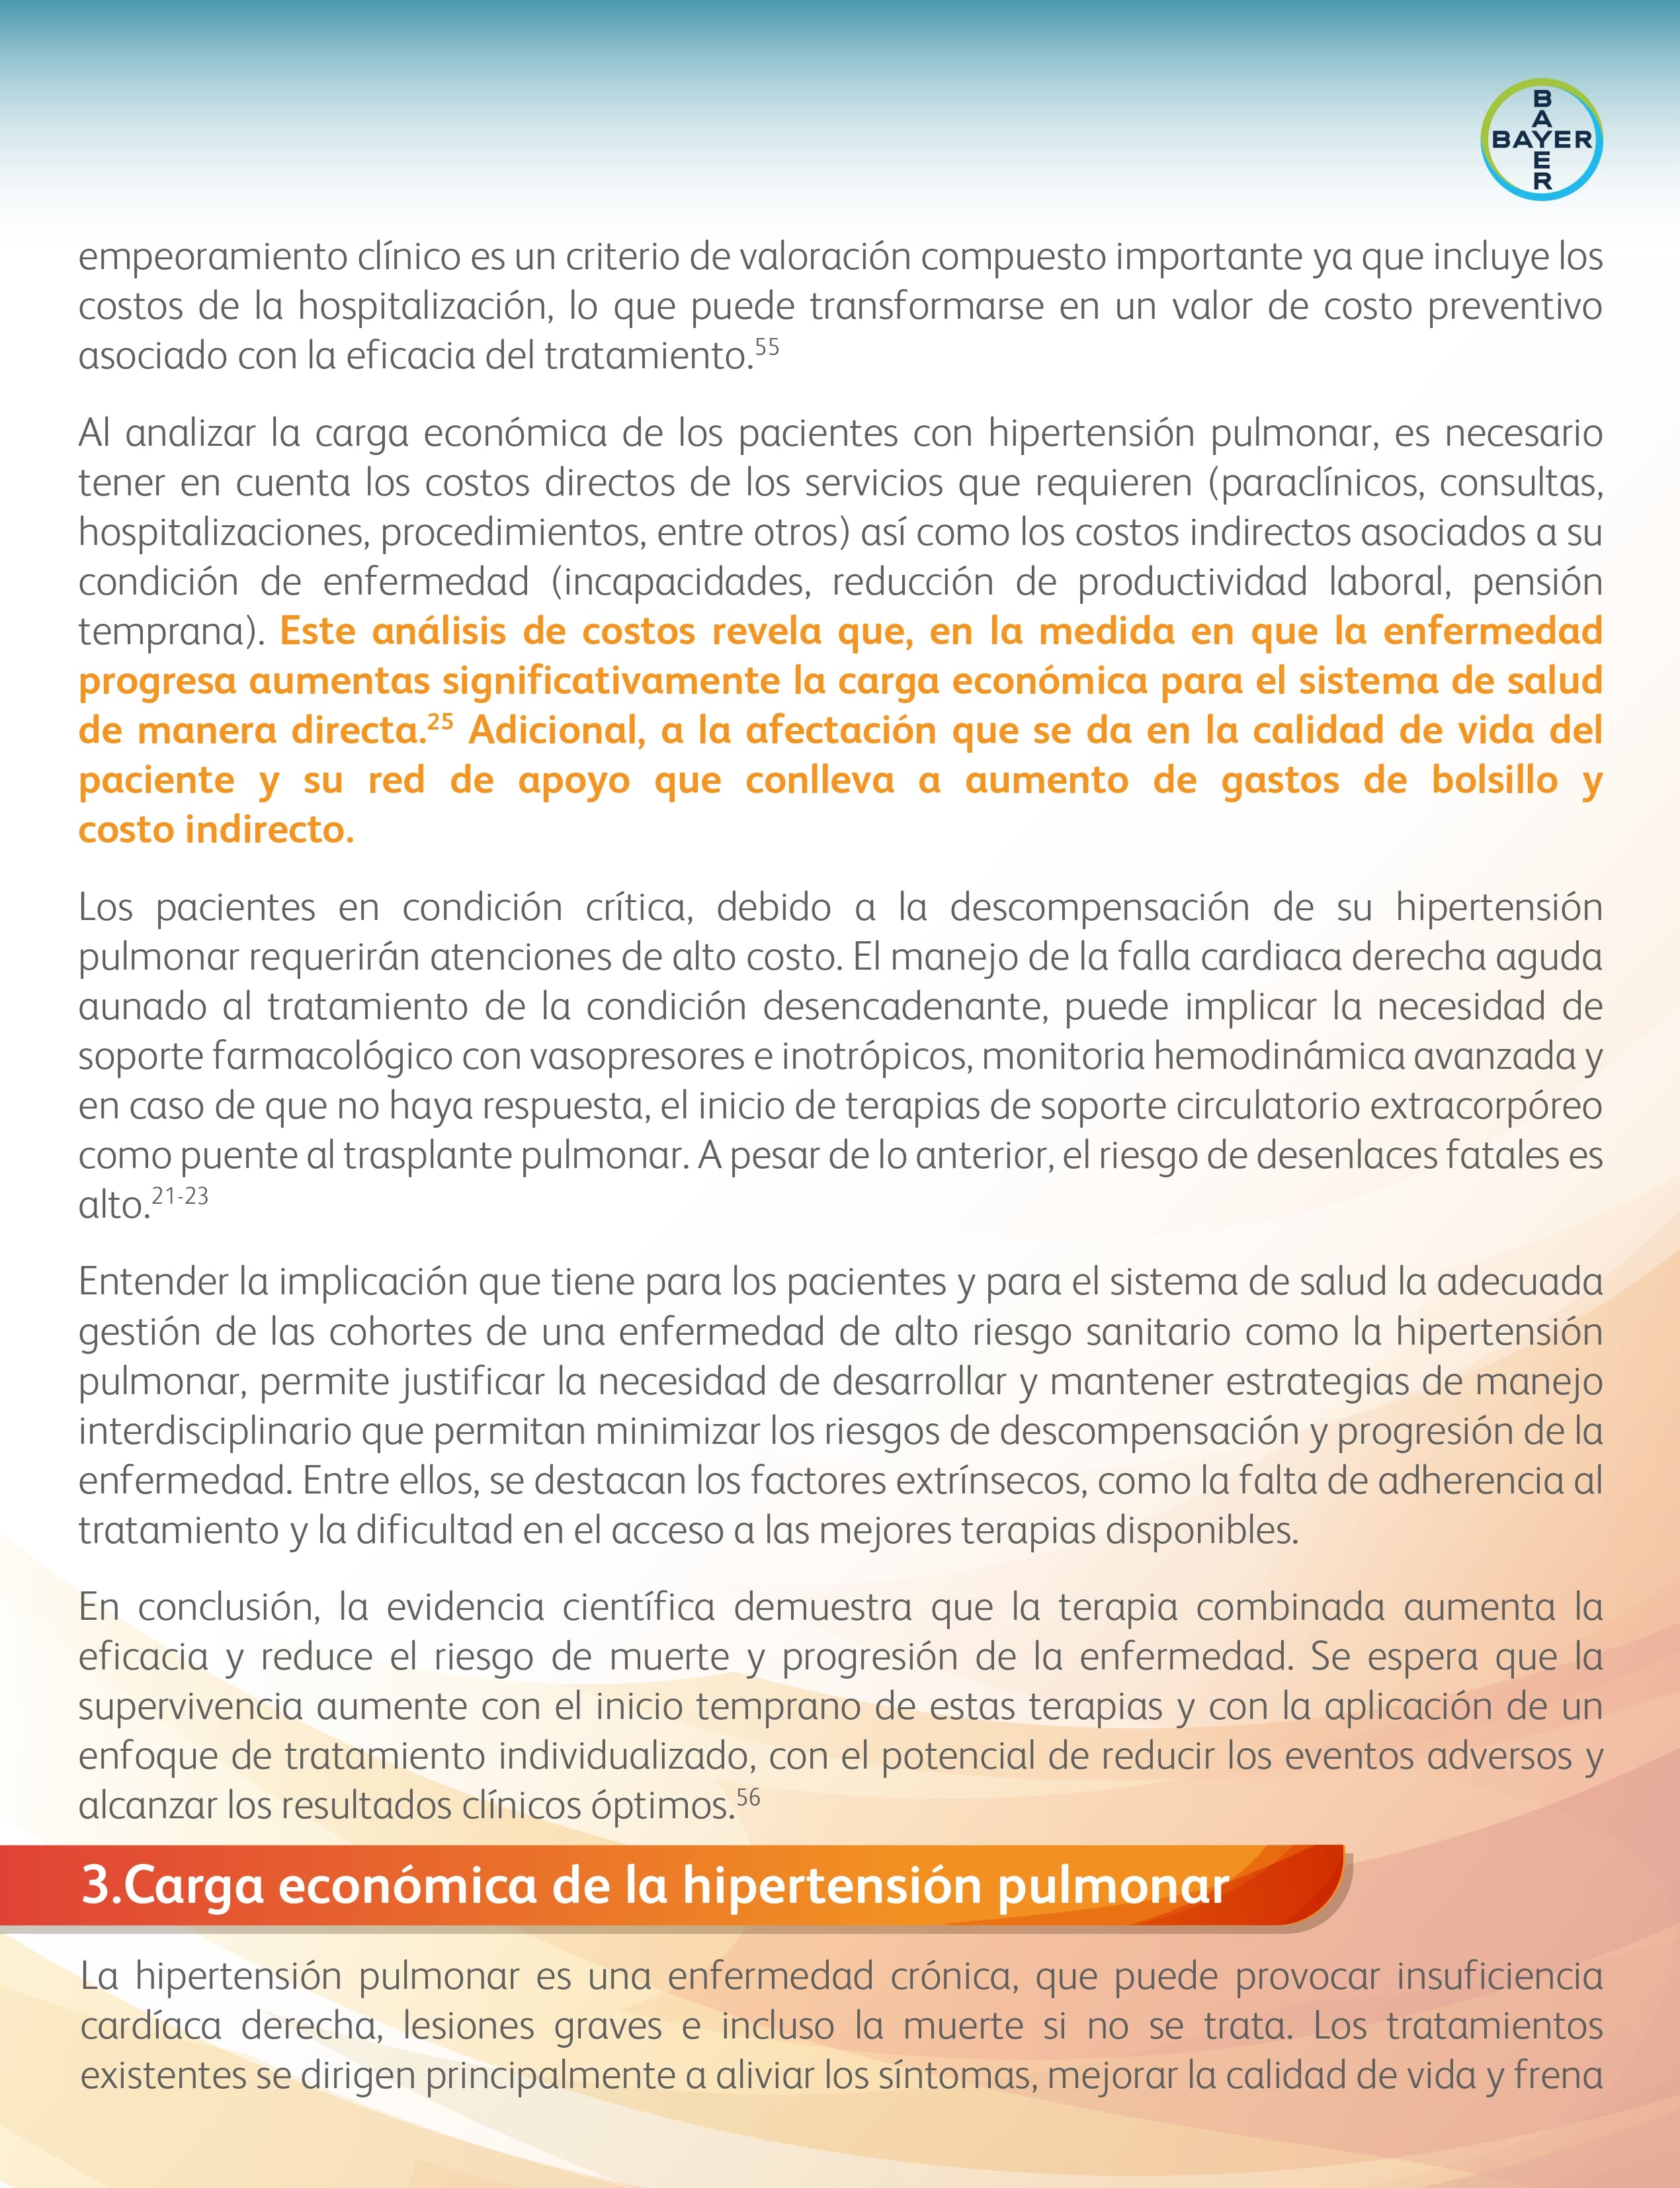 B
A
BAYER
E
R
empeoramiento clínico es un criterio de valoración compuesto importante ya que incluye los
costos de la hospitalización, lo que puede transformarse en un valor de costo preventivo
asociado con la eficacia del tratamiento.55
Al analizar la carga económica de los pacientes con hipertensión pulmonar, es necesario
tener en cuenta los costos directos de los servicios que requieren (paraclínicos, consultas,
hospitalizaciones, procedimientos, entre otros) así como los costos indirectos asociados a su
condición de enfermedad (incapacidades, reducción de productividad laboral, pensión
temprana). Este análisis de costos revela que, en la medida en que la enfermedad
progresa aumentas significativamente la carga económica para el sistema de salud
de manera directa.25 Adicional, a la afectación que se da en la calidad de vida del
paciente y su red de apoyo que conlleva a aumento de gastos de bolsillo y
costo indirecto.
Los pacientes en condición crítica, debido a la descompensación de su hipertensión
pulmonar requerirán atenciones de alto costo. El manejo de la falla cardiaca derecha aguda
aunado al tratamiento de la condición desencadenante, puede implicar la necesidad de
soporte farmacológico con vasopresores e inotrópicos, monitoria hemodinámica avanzada y
en caso de que no haya respuesta, el inicio de terapias de soporte circulatorio extracorpóreo
como puente al trasplante pulmonar. A pesar de lo anterior, el riesgo de desenlaces fatales es
alto.21-23
Entender la implicación que tiene para los pacientes y para el sistema de salud la adecuada
gestión de las cohortes de una enfermedad de alto riesgo sanitario como la hipertensión
pulmonar, permite justificar la necesidad de desarrollar y mantener estrategias de manejo
interdisciplinario que permitan minimizar los riesgos de descompensación y progresión de la
enfermedad. Entre ellos, se destacan los factores extrínsecos, como la falta de adherencia al
tratamiento y la dificultad en el acceso a las mejores terapias disponibles.
En conclusión, la evidencia científica demuestra que la terapia combinada aumenta la
eficacia y reduce el riesgo de muerte y progresión de la enfermedad. Se espera que la
supervivencia aumente con el inicio temprano de estas terapias y con la aplicación de un
enfoque de tratamiento individualizado, con el potencial de reducir los eventos adversos y
alcanzar los resultados clínicos óptimos.56
3.Carga económica de la hipertensión pulmonar
La hipertensión pulmonar es una enfermedad crónica, que puede provocar insuficiencia
cardíaca derecha, lesiones graves e incluso la muerte si no se trata. Los tratamientos
existentes se dirigen principalmente a aliviar los síntomas, mejorar la calidad de vida y frena